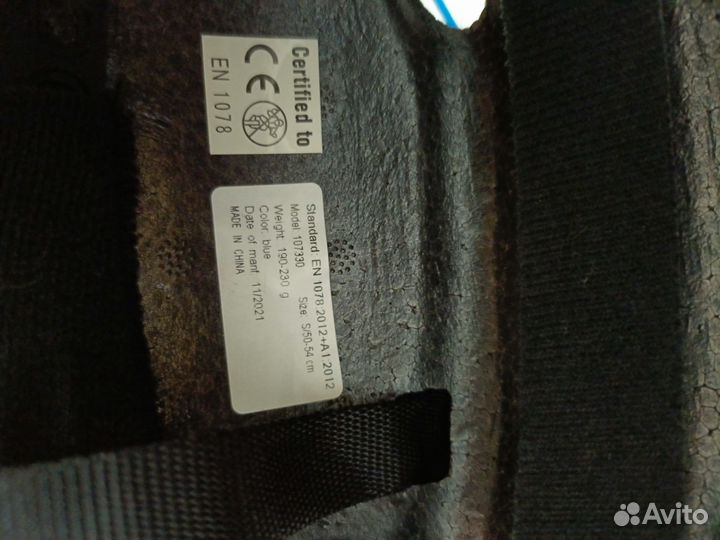 Certified to
CE
EN 1078
Standard: EN 1078:2012+A1:2012
Model: 107330 Size: S/50-54 cm
Weight: 190-230 g
Color: blue
Date of manf. 11/2021
MADE IN CHINA
Avito